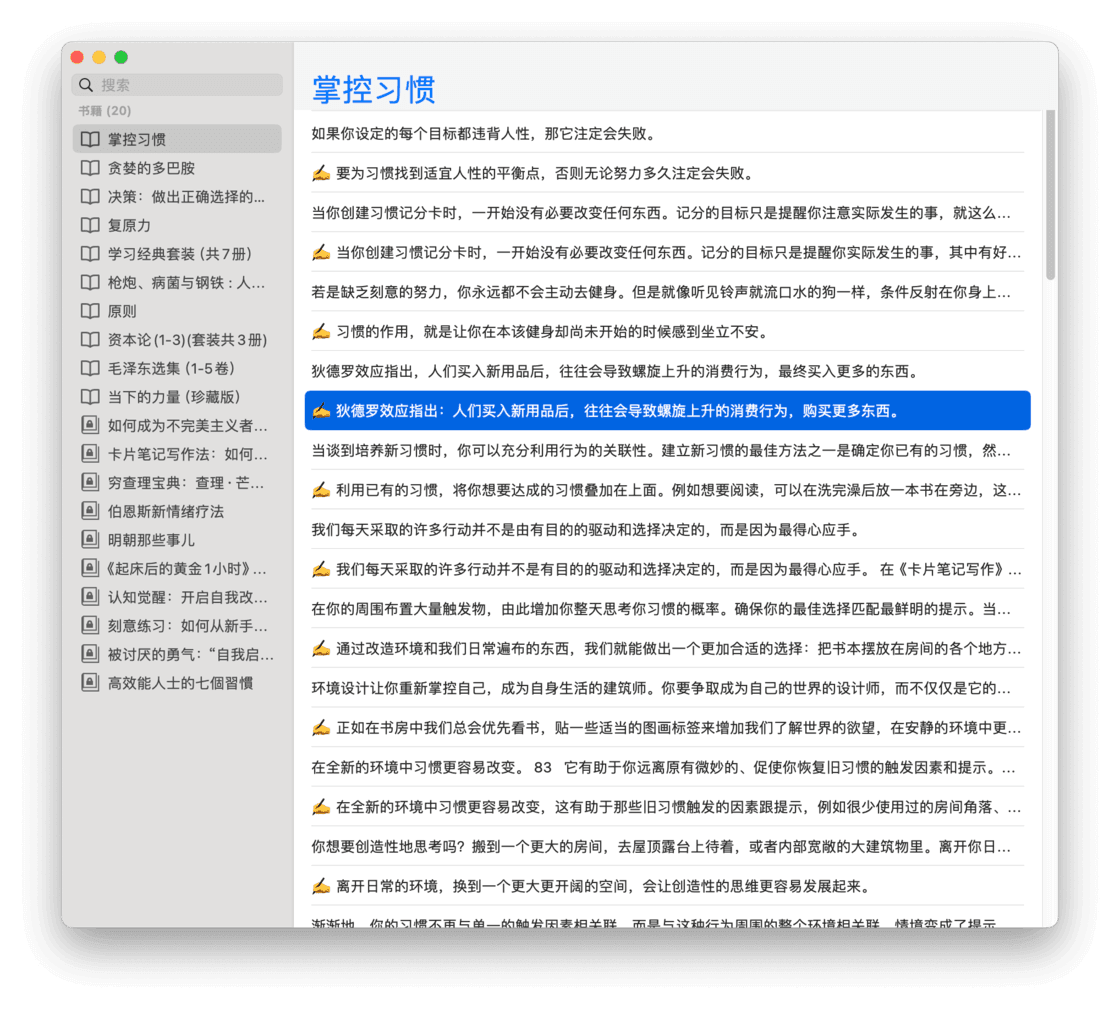 搜索
书籍 (20)
掌控习惯
贪婪的多巴胺
决策：做出正确选择的...
复原力
学习经典套装 (共7册)
枪炮、病菌与钢铁 : 人...
原则
资本论 (1-3)(套装共3册)
毛泽东选集 (1-5卷)
当下的力量 (珍藏版)
如何成为不完美主义者...
卡片笔记写作法：如何...
穷查理宝典：查理·芒...
伯恩斯新情绪疗法
明朝那些事儿
《起床后的黄金1小时》...
认知觉醒：开启自我改...
刻意练习：如何从新手...
被讨厌的勇气：“自我启...
高效能人士的七個習慣
掌控习惯
如果你设定的每个目标都违背人性，那它注定会失败。
✍️ 要为习惯找到适宜人性的平衡点，否则无论努力多久注定会失败。
当你创建习惯记分卡时，一开始没有必要改变任何东西。记分的目标只是提醒你注意实际发生的事，就这么...
✍️ 当你创建习惯记分卡时，一开始没有必要改变任何东西。记分的目标只是提醒你实际发生的事，其中有好...
若是缺乏刻意的努力，你永远都不会主动去健身。但是就像听见铃声就流口水的狗一样，条件反射在你身上...
✍️ 习惯的作用，就是让你在本该健身却尚未开始的时候感到坐立不安。
狄德罗效应指出，人们买入新用品后，往往会导致螺旋上升的消费行为，最终买入更多的东西。
✍️ 狄德罗效应指出：人们买入新用品后，往往会导致螺旋上升的消费行为，购买更多东西。
当谈到培养新习惯时，你可以充分利用行为的关联性。建立新习惯的最佳方法之一是确定你已有的习惯，然...
✍️ 利用已有的习惯，将你想要达成的习惯叠加在上面。例如想要阅读，可以在洗完澡后放一本书在旁边，这...
我们每天采取的许多行动并不是由有目的的驱动和选择决定的，而是因为最得心应手。
✍️ 我们每天采取的许多行动并不是有目的的驱动和选择决定的，而是因为最得心应手。 在《卡片笔记写作》...
在你的周围布置大量触发物，由此增加你整天思考你习惯的概率。确保你的最佳选择匹配最鲜明的提示。当...
✍️ 通过改造环境和我们日常遍布的东西，我们就能做出一个更加合适的选择：把书本摆放在房间的各个地方...
环境设计让你重新掌控自己，成为自身生活的建筑师。你要争取成为自己的世界的设计师，而不仅仅是它的...
✍️ 正如在书房中我们总会优先看书，贴一些适当的图画标签来增加我们了解世界的欲望，在安静的环境中更...
在全新的环境中习惯更容易改变。 83 它有助于你远离原有微妙的、促使你恢复旧习惯的触发因素和提示。...
✍️ 在全新的环境中习惯更容易改变，这有助于那些旧习惯触发的因素跟提示，例如很少使用过的房间角落、...
你想要创造性地思考吗？搬到一个更大的房间，去屋顶露台上待着，或者内部宽敞的大建筑物里。离开你日...
✍️ 离开日常的环境，换到一个更大更开阔的空间，会让创造性的思维更容易发展起来。
渐渐地，你的习惯不再与单一的触发因素相关联，而是与这种行为周围的整个环境相关联，情境变成了提示